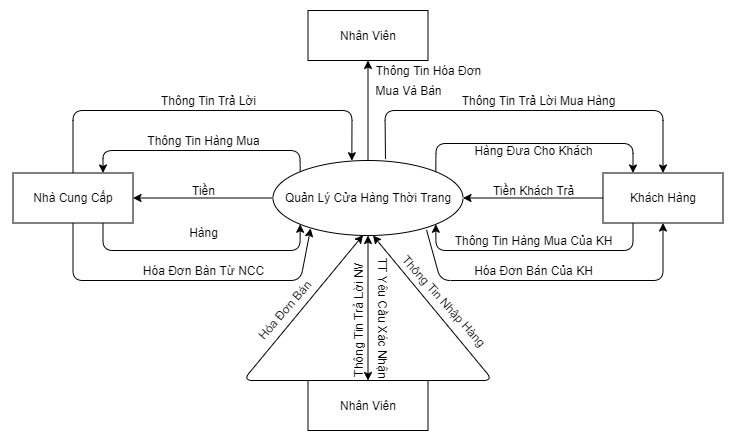 Nhân Viên
Thông Tin Hóa Đơn
Mua Và Bán
Thông Tin Trả Lời
Thông Tin Trả Lời Mua Hàng
Thông Tin Hàng Mua
Hàng Đưa Cho Khách
Nhà Cung Cấp
Tiền
Quản Lý Cửa Hàng Thời Trang
Tiền Khách Trả
Khách Hàng
Hàng
Thông Tin Hàng Mua Của KH
Hóa Đơn Bàn Từ NCC
Hóa Đơn Bán Của KH
Hóa Đơn Bán
Thông Tin Trả Lời NV
TT Yêu Cầu Xác Nhận
Thông Tin Nhập Hàng
Nhân Viên